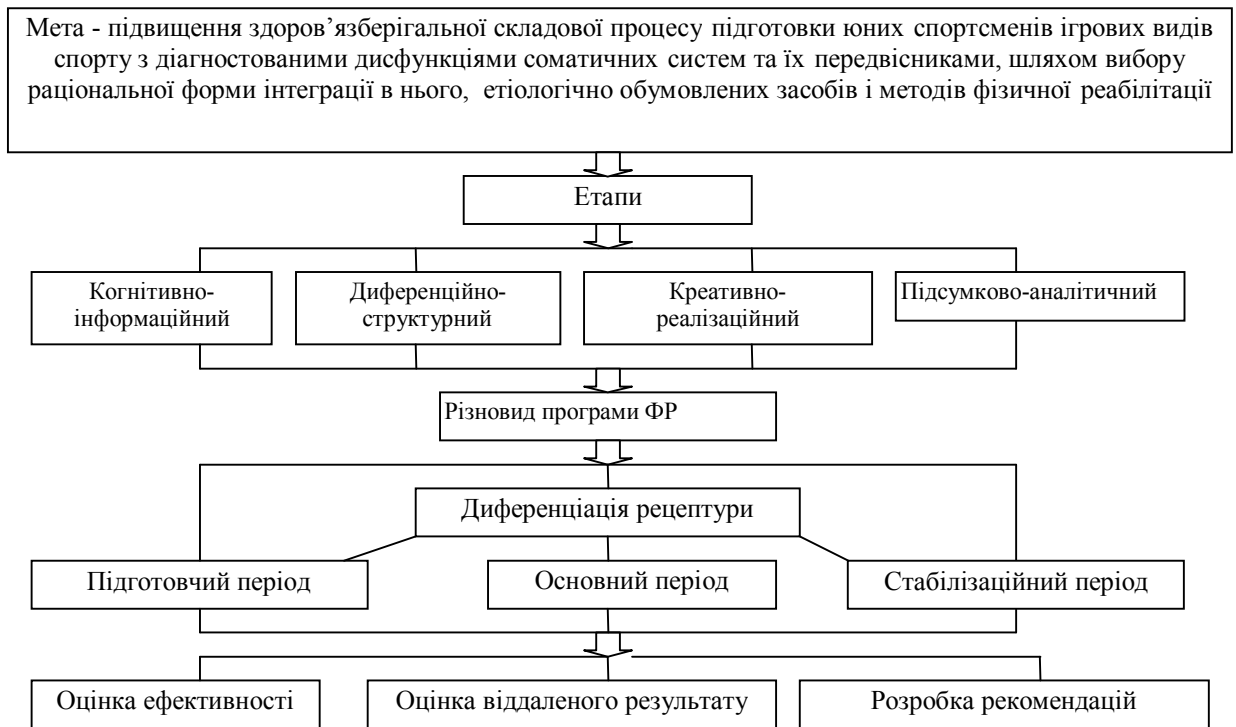 Мета - підвищення здоров’язберігальної складової процесу підготовки юних спортсменів ігрових видів
спорту з діагностованими дисфункціями соматичних систем та їх передвісниками, шляхом вибору
раціональної форми інтеграції в нього, етіологічно обумовлених засобів і методів фізичної реабілітації
Етапи
Когнітивно-
інформаційний
Диференційно-
структурний
Креативно-
реалізаційний
Підсумково-аналітичний
Різновид програми ФР
Диференціація рецептури
Підготовчий період
Основний період
Стабілізаційний період
Оцінка ефективності
Оцінка віддаленого результату
Розробка рекомендацій